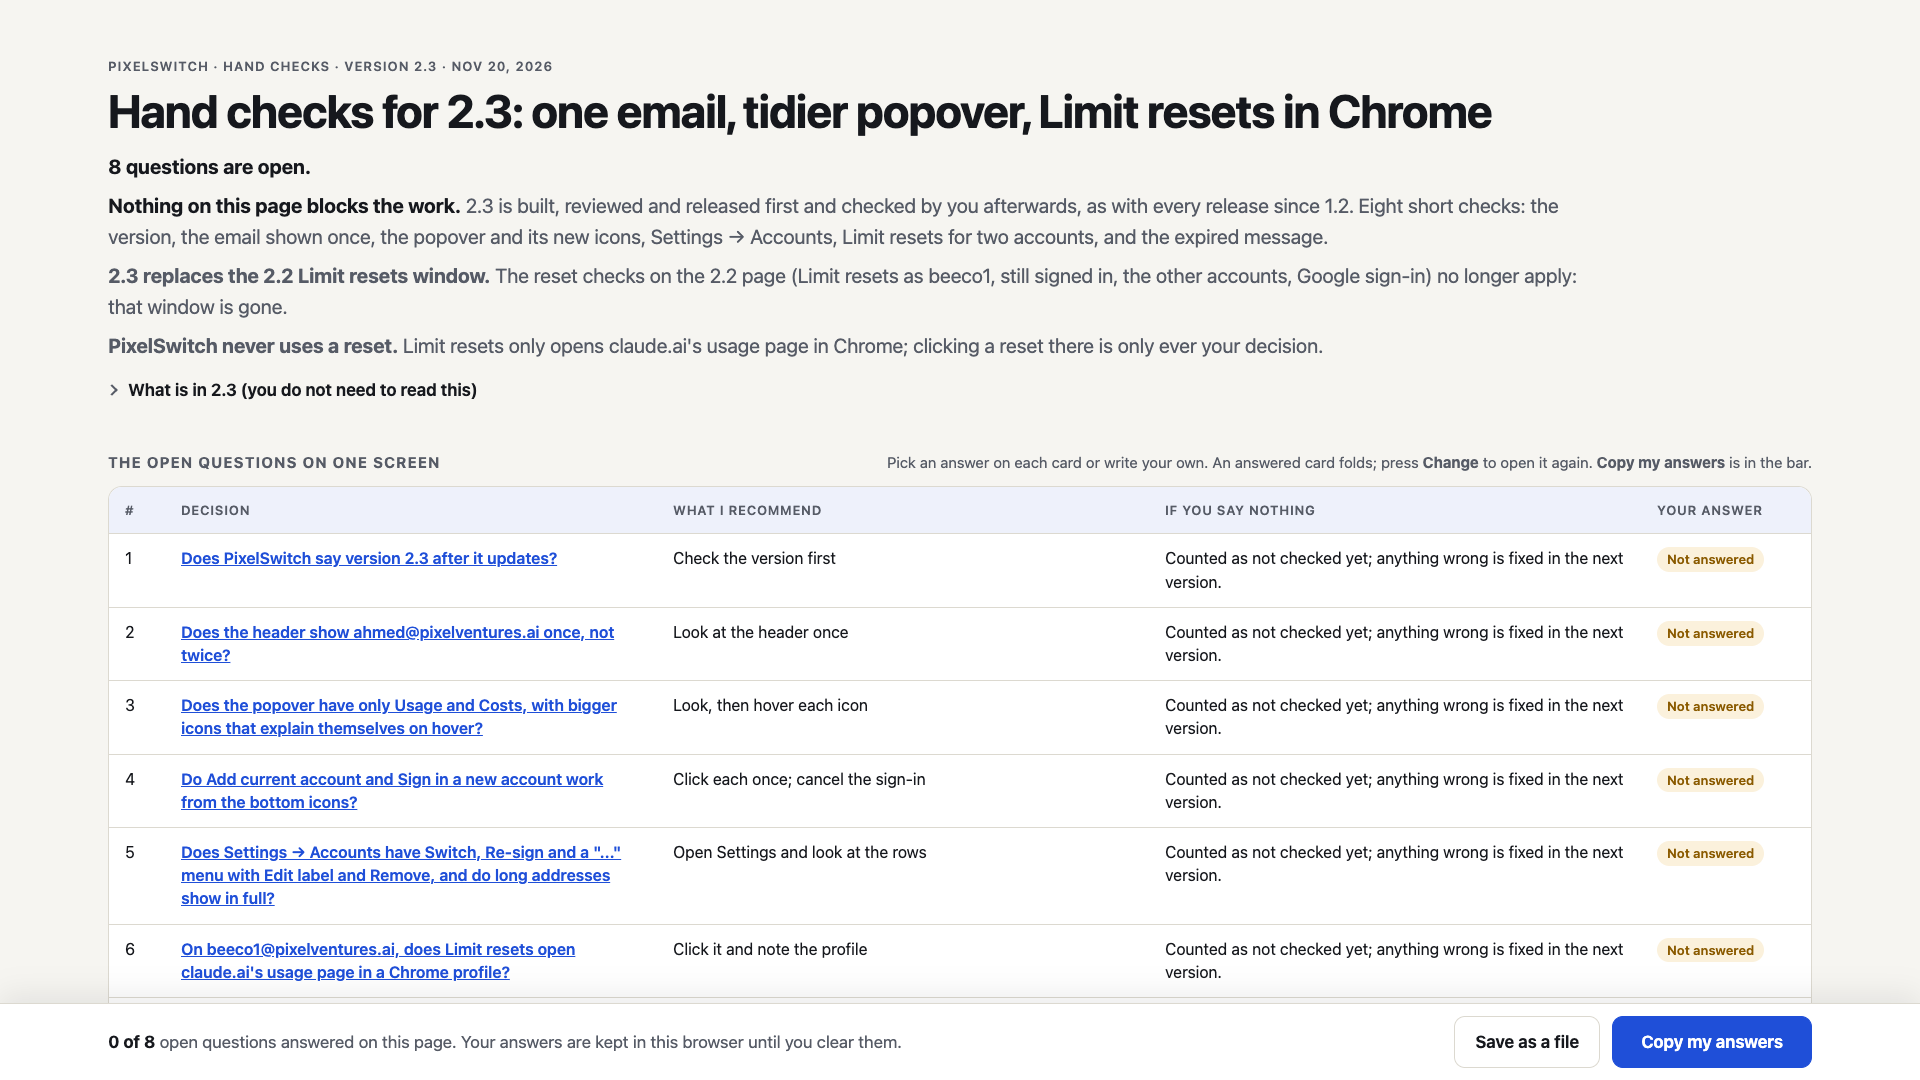 PIXELSWITCH · HAND CHECKS · VERSION 2.3 · NOV 20, 2026
Hand checks for 2.3: one email, tidier popover, Limit resets in Chrome
8 questions are open.
Nothing on this page blocks the work. 2.3 is built, reviewed and released first and checked by you afterwards, as with every release since 1.2. Eight short checks: the
version, the email shown once, the popover and its new icons, Settings → Accounts, Limit resets for two accounts, and the expired message.
2.3 replaces the 2.2 Limit resets window. The reset checks on the 2.2 page (Limit resets as beeco1, still signed in, the other accounts, Google sign-in) no longer apply:
that window is gone.
PixelSwitch never uses a reset. Limit resets only opens claude.ai's usage page in Chrome; clicking a reset there is only ever your decision.
What is in 2.3 (you do not need to read this)
THE OPEN QUESTIONS ON ONE SCREEN
Pick an answer on each card or write your own. An answered card folds; press Change to open it again. Copy my answers is in the bar.
# DECISION WHAT I RECOMMEND IF YOU SAY NOTHING YOUR ANSWER
1 Does PixelSwitch say version 2.3 after it updates? Check the version first Counted as not checked yet; anything wrong is fixed in the next Not answered
version.
2 Does the header show ahmed@pixelventures.ai once, not Look at the header once Counted as not checked yet; anything wrong is fixed in the next Not answered
twice? version.
3 Does the popover have only Usage and Costs, with bigger Look, then hover each icon Counted as not checked yet; anything wrong is fixed in the next Not answered
icons that explain themselves on hover? version.
4 Do Add current account and Sign in a new account work Click each once; cancel the sign-in Counted as not checked yet; anything wrong is fixed in the next Not answered
from the bottom icons? version.
5 Does Settings → Accounts have Switch, Re-sign and a "..." Open Settings and look at the rows Counted as not checked yet; anything wrong is fixed in the next Not answered
menu with Edit label and Remove, and do long addresses version.
show in full?
6 On beeco1@pixelventures.ai, does Limit resets open Click it and note the profile Counted as not checked yet; anything wrong is fixed in the next Not answered
claude.ai's usage page in a Chrome profile? version.
0 of 8 open questions answered on this page. Your answers are kept in this browser until you clear them.
Save as a file
Copy my answers